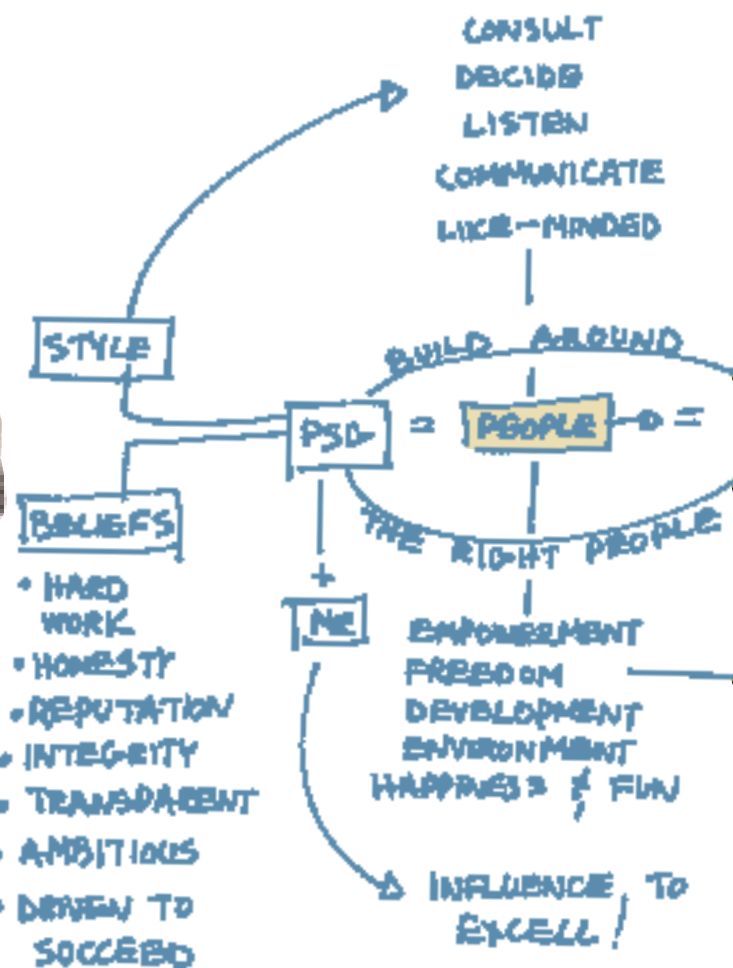 CONSULT
DECIDE
LISTEN
COMMUNICATE
LIKE-MINDED
STYLE
BUILD AROUND
PSD = PEOPLE =
THE RIGHT PEOPLE
BELIEFS
• HARD
WORK
• HONESTY
• REPUTATION
• INTEGRITY
• TRANSPARENT
• AMBITIOUS
• DRIVEN TO
SUCCEED
+
ME
EMPOWERMENT
FREEDOM
DEVELOPMENT
ENVIRONMENT
HAPPINESS & FUN
INFLUENCE TO
EXCELL!